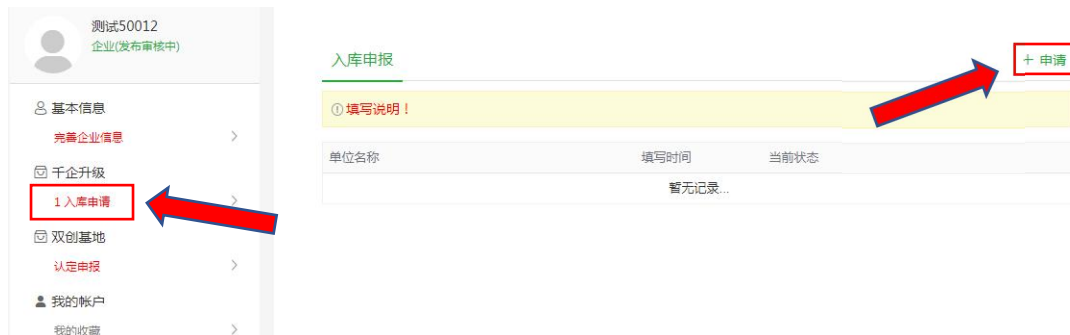 测试50012
企业(发布审核中)
基本信息
完善企业信息
千企升级
1入库申请
双创基地
认定申报
我的帐户
我的收藏
入库申报
+ 申请
填写说明！
单位名称 填写时间 当前状态
暂无记录...